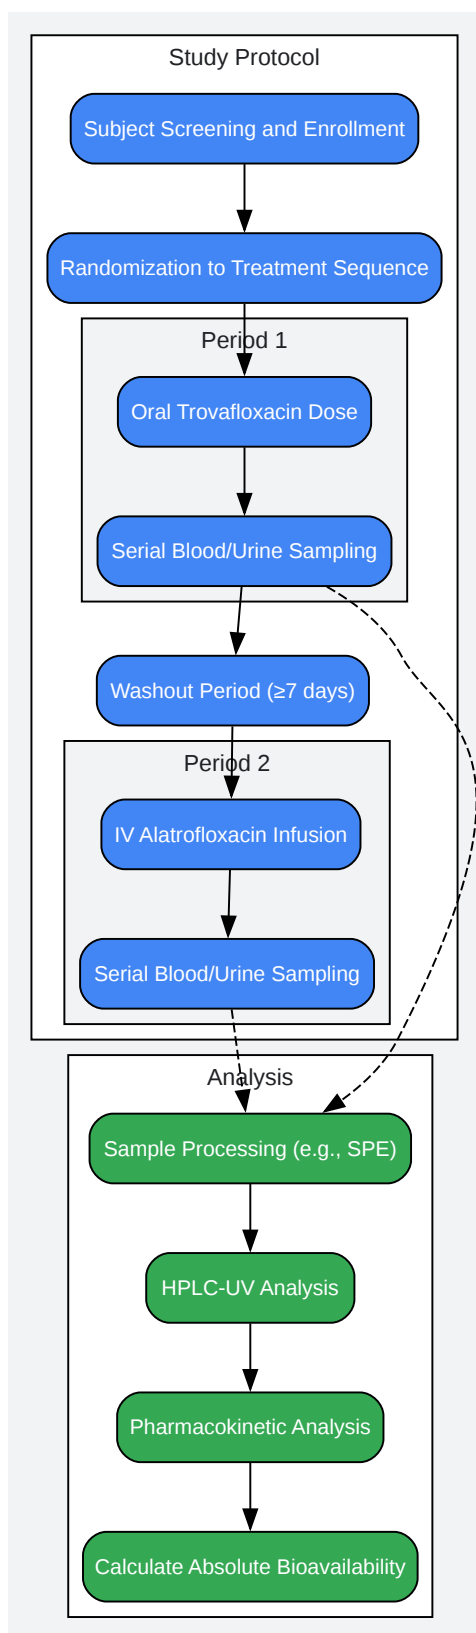 Study Protocol
Subject Screening and Enrollment
Randomization to Treatment Sequence
Period 1
Oral Trovafloxacin Dose
Serial Blood/Urine Sampling
Washout Period (≥7 days)
Period 2
IV Alatrofloxacin Infusion
Serial Blood/Urine Sampling
Analysis
Sample Processing (e.g., SPE)
HPLC-UV Analysis
Pharmacokinetic Analysis
Calculate Absolute Bioavailability